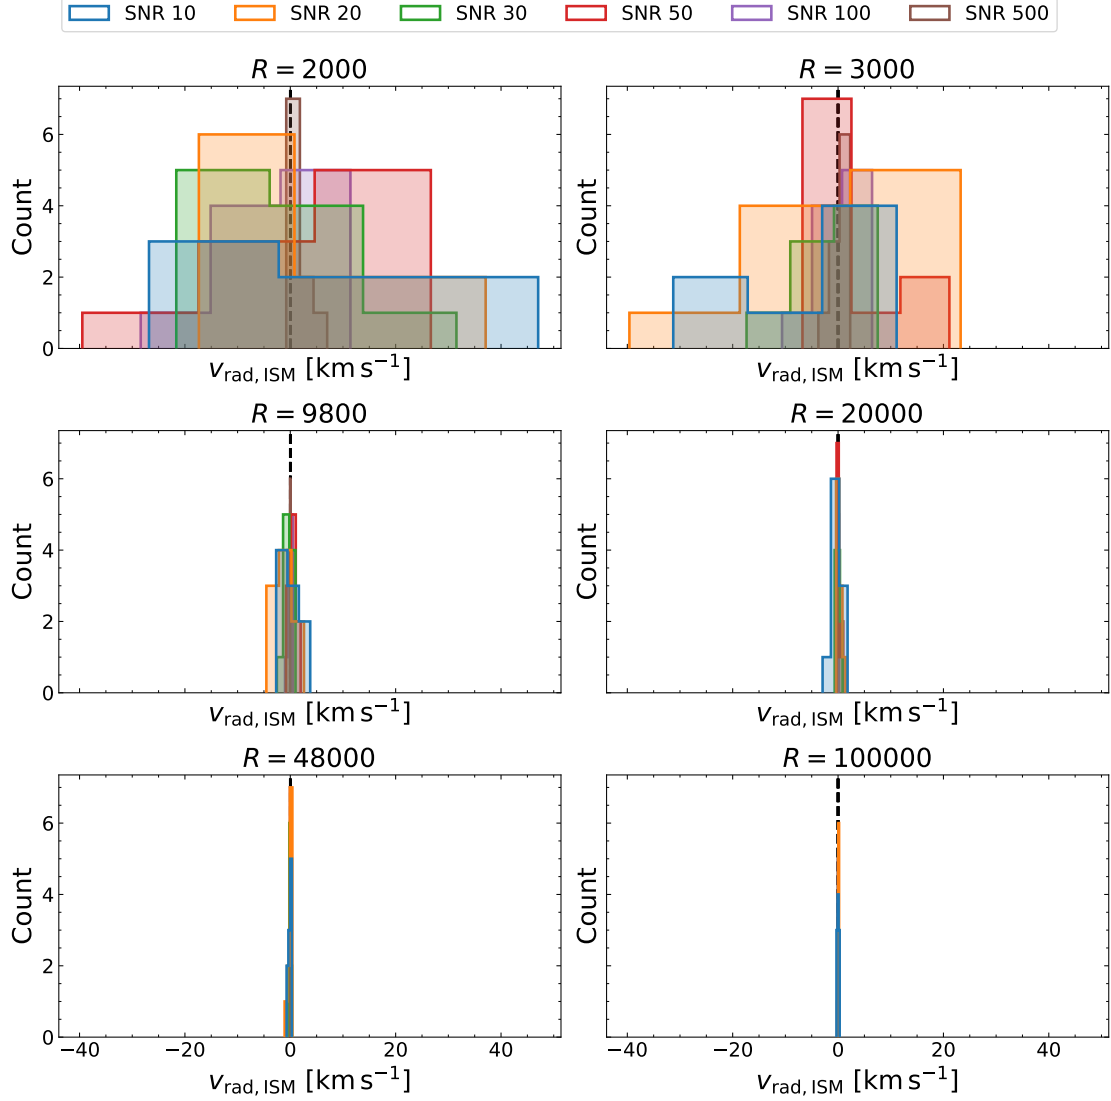 SNR 10 SNR 20 SNR 30 SNR 50 SNR 100 SNR 500
R = 2000 R = 3000
Count 0 2 4 6 Count
v_rad, ISM [km s⁻¹] v_rad, ISM [km s⁻¹]
R = 9800 R = 20000
Count 0 2 4 6 Count
v_rad, ISM [km s⁻¹] v_rad, ISM [km s⁻¹]
R = 48000 R = 100000
Count 0 2 4 6 Count
−40 −20 0 20 40 −40 −20 0 20 40
v_rad, ISM [km s⁻¹] v_rad, ISM [km s⁻¹]